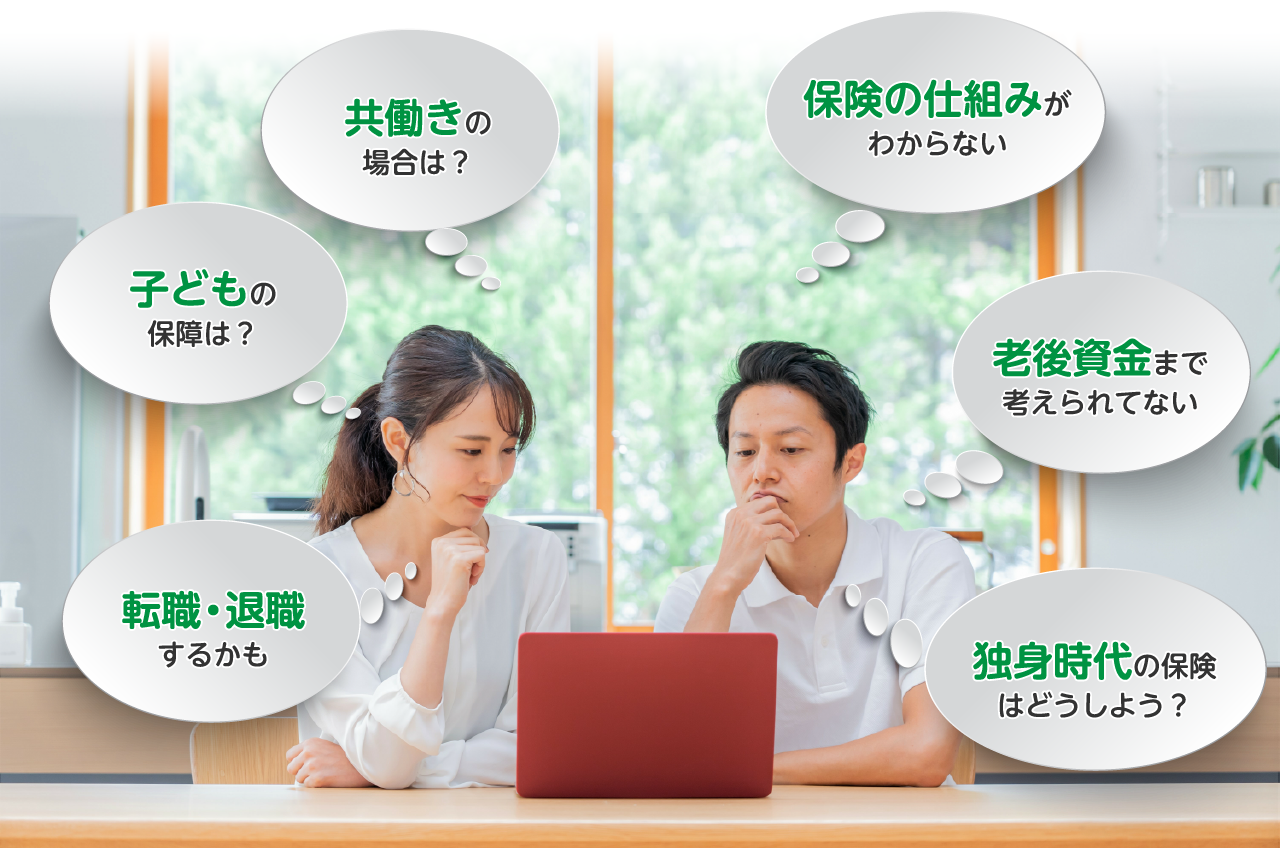 共働きの
場合は？
保険の仕組みが
わからない
子どもの
保障は？
老後資金まで
考えられてない
転職・退職
するかも
独身時代の保険
はどうしよう？